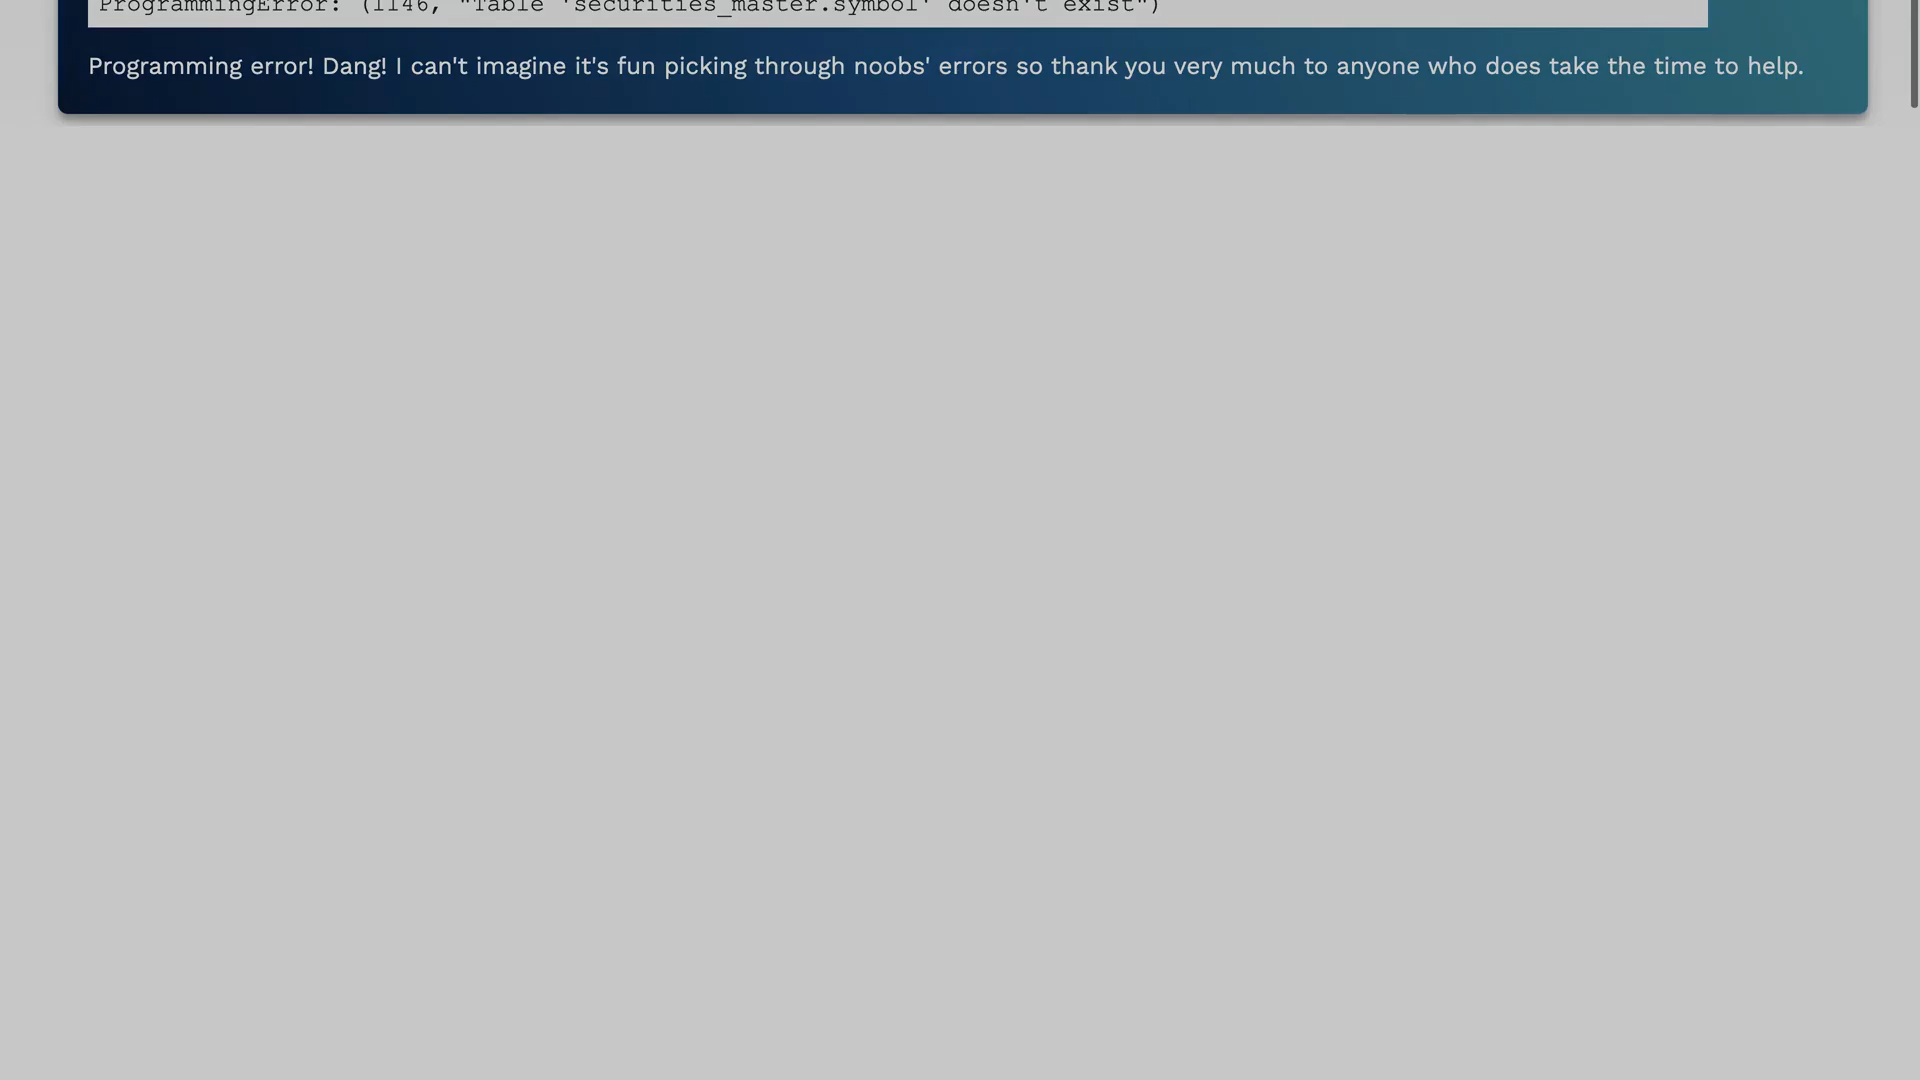 ProgrammingError: (1146, "Table 'securities_master.symbol' doesn't exist")
Programming error! Dang! I can't imagine it's fun picking through noobs' errors so thank you very much to anyone who does take the time to help.